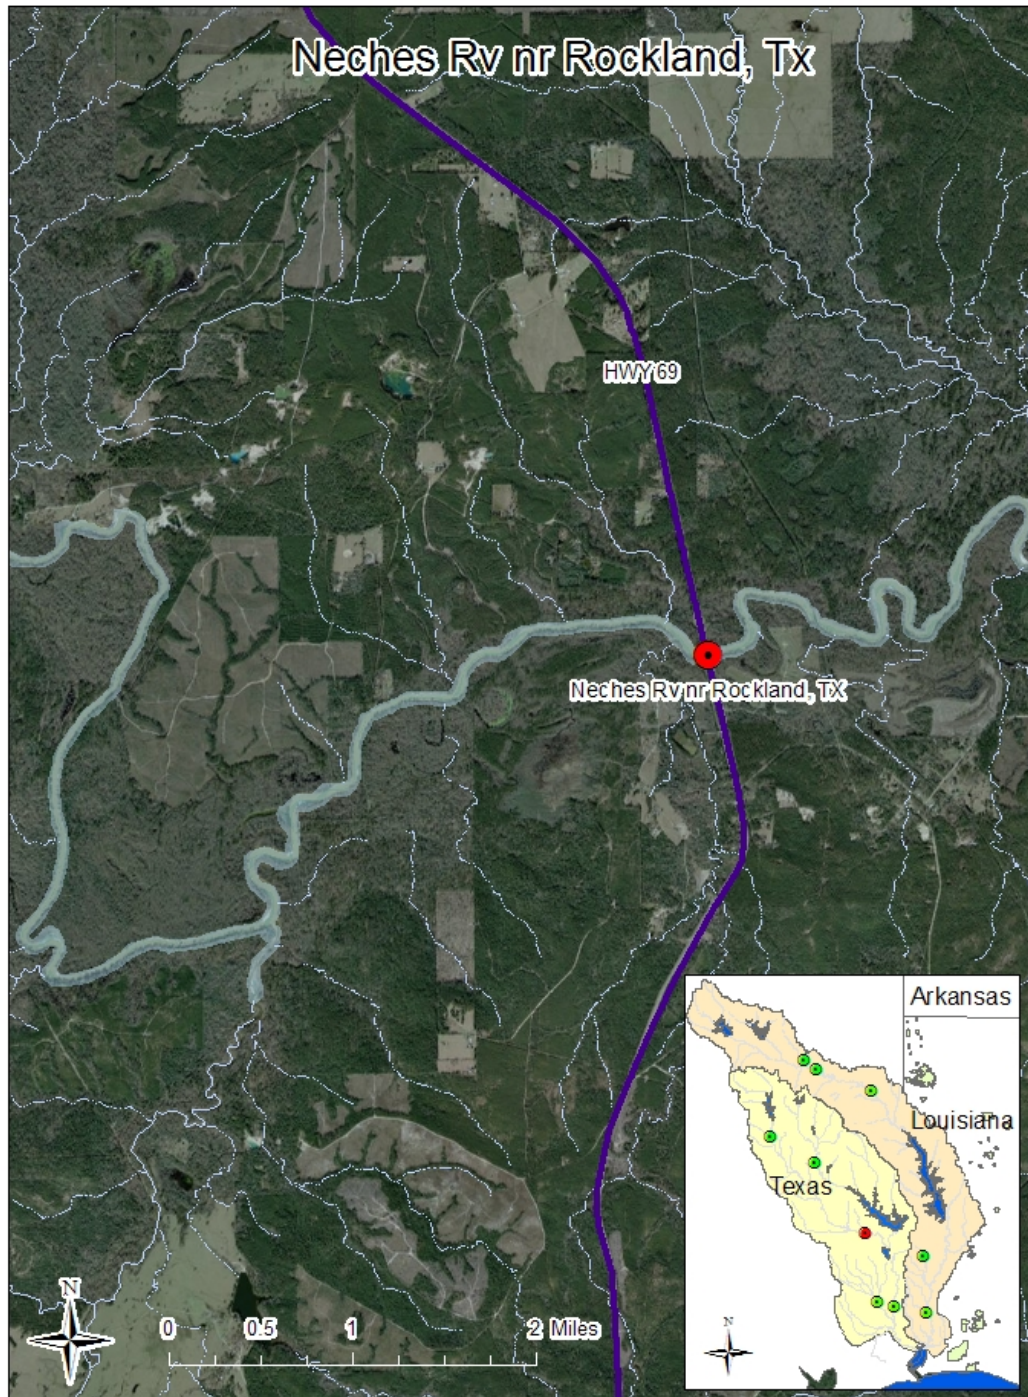 Neches Rv nr Rockland, Tx
HWY 69
Neches Rv nr Rockland, TX
Arkansas
Louisiana
Texas
N
0 0.5 1 2 Miles
N